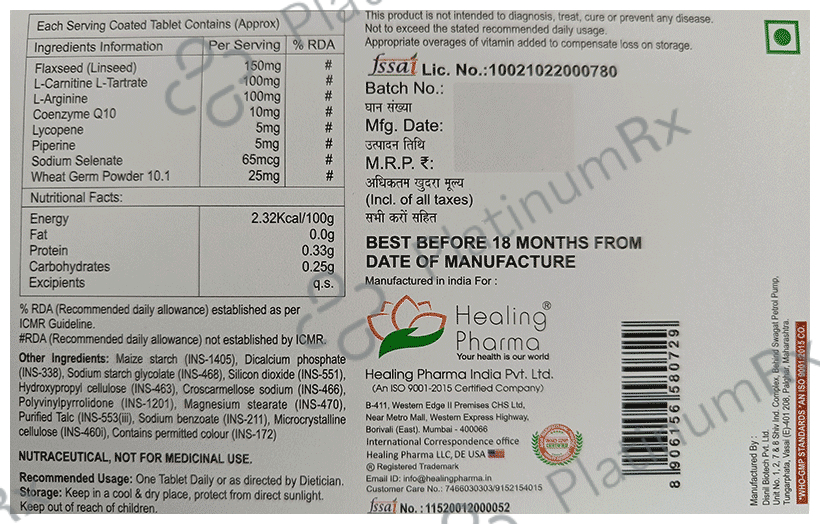 Each Serving Coated Tablet Contains (Approx)
Ingredients Information Per Serving % RDA
Flaxseed (Linseed) 150mg #
L-Carnitine L-Tartrate 100mg #
L-Arginine 100mg #
Coenzyme Q10 10mg #
Lycopene 5mg #
Piperine 5mg #
Sodium Selenate 65mcg #
Wheat Germ Powder 10.1 25mg #
Nutritional Facts:
Energy 2.32Kcal/100g
Fat 0.0g
Protein 0.33g
Carbohydrates 0.25g
Excipients q.s.
% RDA (Recommended daily allowance) established as per
ICMR Guideline.
#RDA (Recommended daily allowance) not established by ICMR.
Other Ingredients: Maize starch (INS-1405), Dicalcium phosphate
(INS-338), Sodium starch glycolate (INS-468), Silicon dioxide (INS-551),
Hydroxypropyl cellulose (INS-463), Croscarmellose sodium (INS-466),
Polyvinylpyrrolidone (INS-1201), Magnesium stearate (INS-470),
Purified Talc (INS-553(iii), Sodium benzoate (INS-211), Microcrystalline
cellulose (INS-460i), Contains permitted colour (INS-172)
NUTRACEUTICAL, NOT FOR MEDICINAL USE.
Recommended Usage: One Tablet Daily or as directed by Dietician.
Storage: Keep in a cool & dry place, protect from direct sunlight.
Keep out of reach of children.
This product is not intended to diagnosis, treat, cure or prevent any disease.
Not to exceed the stated recommended daily usage.
Appropriate overages of vitamin added to compensate loss on storage.
fssai Lic. No.:10021022000780
Batch No.:
घान संख्या
Mfg. Date:
उत्पादन तिथि
M.R.P. ₹:
अधिकतम खुदरा मूल्य
(Incl. of all taxes)
सभी करों सहित
BEST BEFORE 18 MONTHS FROM
DATE OF MANUFACTURE
Manufactured in india For :
Healing ®
Pharma
Your health is our world
Healing Pharma India Pvt. Ltd.
(An ISO 9001-2015 Certified Company)
B-411, Western Edge II Premises CHS Ltd,
Near Metro Mall, Western Express Highway,
Borivali (East). Mumbai - 400066
International Correspondence office
Healing Pharma LLC, DE USA
® Registered Trademark
Email ID: info@healingpharma.in
Customer Care No.: 7466030303/9152154015
fssai No. : 11520012000052
WHO-GMP
8 906156 580729
Manufactured By :
Disnil Biotech Pvt. Ltd.
Unit No. 1, 2, 7 & 8 Shiv Ind. Complex, Behind Swagat Petrol Pump,
Tungarphata, Vasai (E)-401 208, Palghar, Maharashtra.
*WHO-GMP STANDARDS *AN ISO 9001:2015 CO.
PlatinumRx
PlatinumRx
PlatinumRx